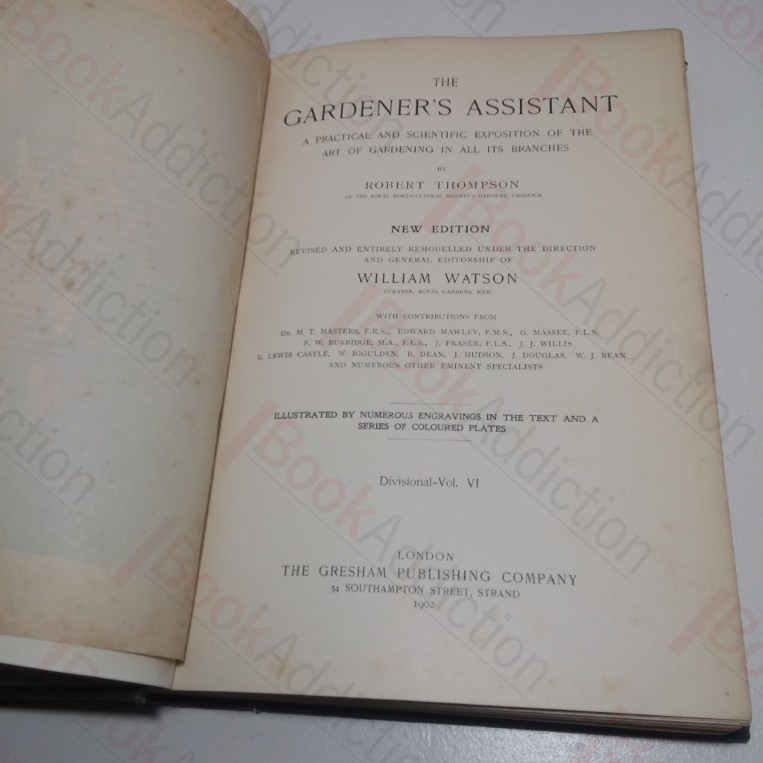 THE
GARDENER'S ASSISTANT
A PRACTICAL AND SCIENTIFIC EXPOSITION OF THE
ART OF GARDENING IN ALL ITS BRANCHES
BY
ROBERT THOMPSON
OF THE ROYAL HORTICULTURAL SOCIETY'S GARDENS, CHISWICK
NEW EDITION
REVISED AND ENTIRELY REMODELLED UNDER THE DIRECTION
AND GENERAL EDITORSHIP OF
WILLIAM WATSON
CURATOR, ROYAL GARDENS, KEW
WITH CONTRIBUTIONS FROM
DR. M. T. MASTERS, F.R.S., EDWARD MAWLEY, F.M.S., G. MASSEE, F.L.S.
F. W. BURBIDGE, M.A., F.L.S., J. FRASER, F.L.S., J. J. WILLIS
R. LEWIS CASTLE, W. IGGULDEN, R. DEAN, J. HUDSON, J. DOUGLAS, W. J. BEAN
AND NUMEROUS OTHER EMINENT SPECIALISTS
ILLUSTRATED BY NUMEROUS ENGRAVINGS IN THE TEXT AND A
SERIES OF COLOURED PLATES
Divisional-Vol. VI
LONDON
THE GRESHAM PUBLISHING COMPANY
34 SOUTHAMPTON STREET, STRAND
1902
BookAddiction